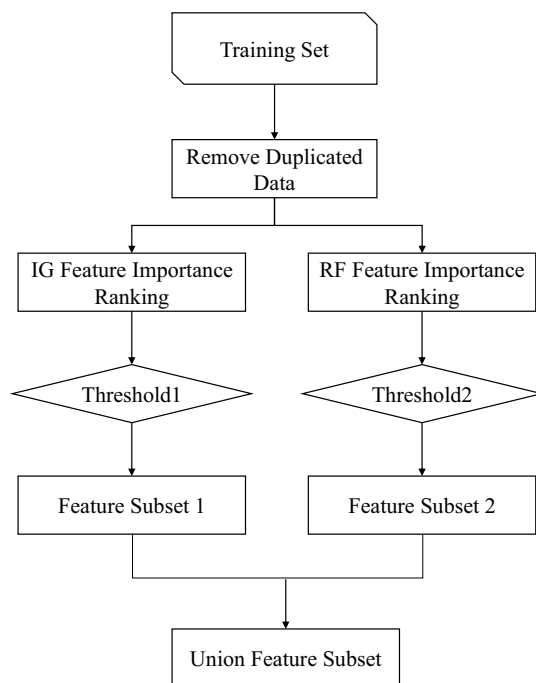 Training Set
Remove Duplicated
Data
IG Feature Importance
Ranking
RF Feature Importance
Ranking
Threshold1
Threshold2
Feature Subset 1
Feature Subset 2
Union Feature Subset